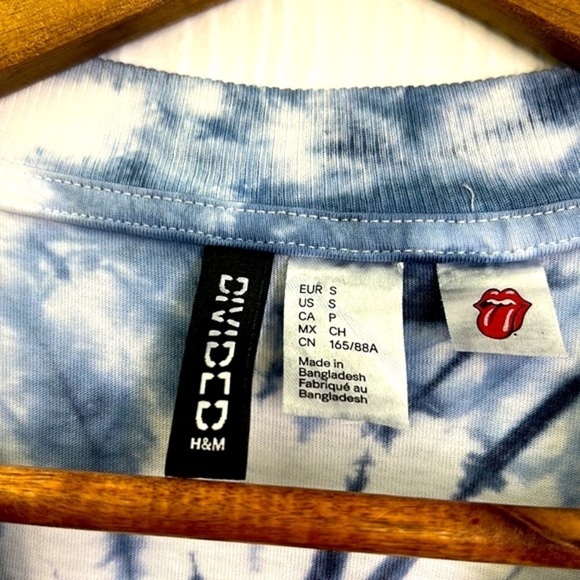 DIVIDED
H&M
EUR S
US S
CA P
MX CH
CN 165/88A
Made in
Bangladesh
Fabriqué au
Bangladesh